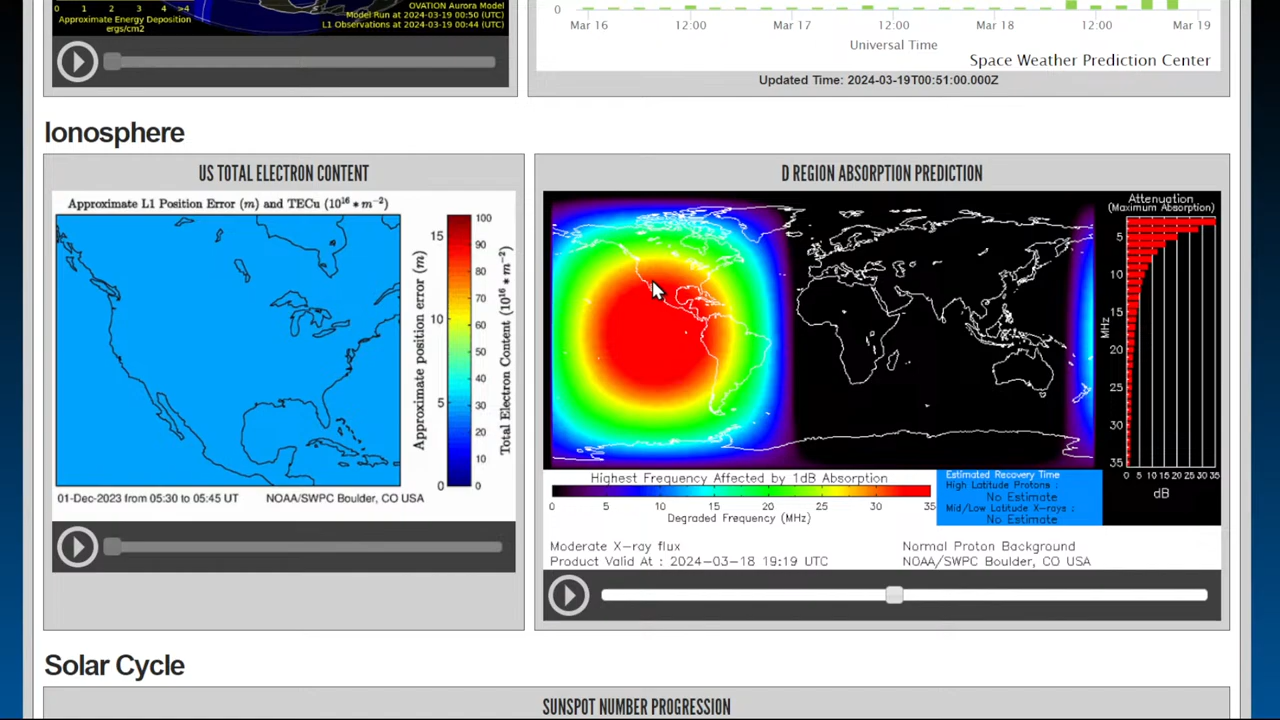 OVATION Aurora Model
Model Run at 2024-03-19 00:50 (UTC)
L1 Observations at 2024-03-19 00:44 (UTC)
0 1 2 3 4 >4
Approximate Energy Deposition
ergs/cm2
0
Mar 16 12:00 Mar 17 12:00 Mar 18 12:00 Mar 19
Universal Time
Space Weather Prediction Center
Updated Time: 2024-03-19T00:51:00.000Z
Ionosphere
US TOTAL ELECTRON CONTENT
Approximate L1 Position Error (m) and TECu (10^16 * m^-2)
15
10
5
0
Approximate position error (m)
100
90
80
70
60
50
40
30
20
10
0
Total Electron Content (10^16 * m^-2)
01-Dec-2023 from 05:30 to 05:45 UT NOAA/SWPC Boulder, CO USA
D REGION ABSORPTION PREDICTION
Attenuation
(Maximum Absorption)
5
10
15
20
25
30
35
MHz
0 5 10 15 20 25 30 35
dB
Highest Frequency Affected by 1dB Absorption
0 5 10 15 20 25 30 35
Degraded Frequency (MHz)
Estimated Recovery Time
High Latitude Protons :
No Estimate
Mid/Low Latitude X-rays :
No Estimate
Moderate X-ray flux
Product Valid At : 2024-03-18 19:19 UTC
Normal Proton Background
NOAA/SWPC Boulder, CO USA
Solar Cycle
SUNSPOT NUMBER PROGRESSION